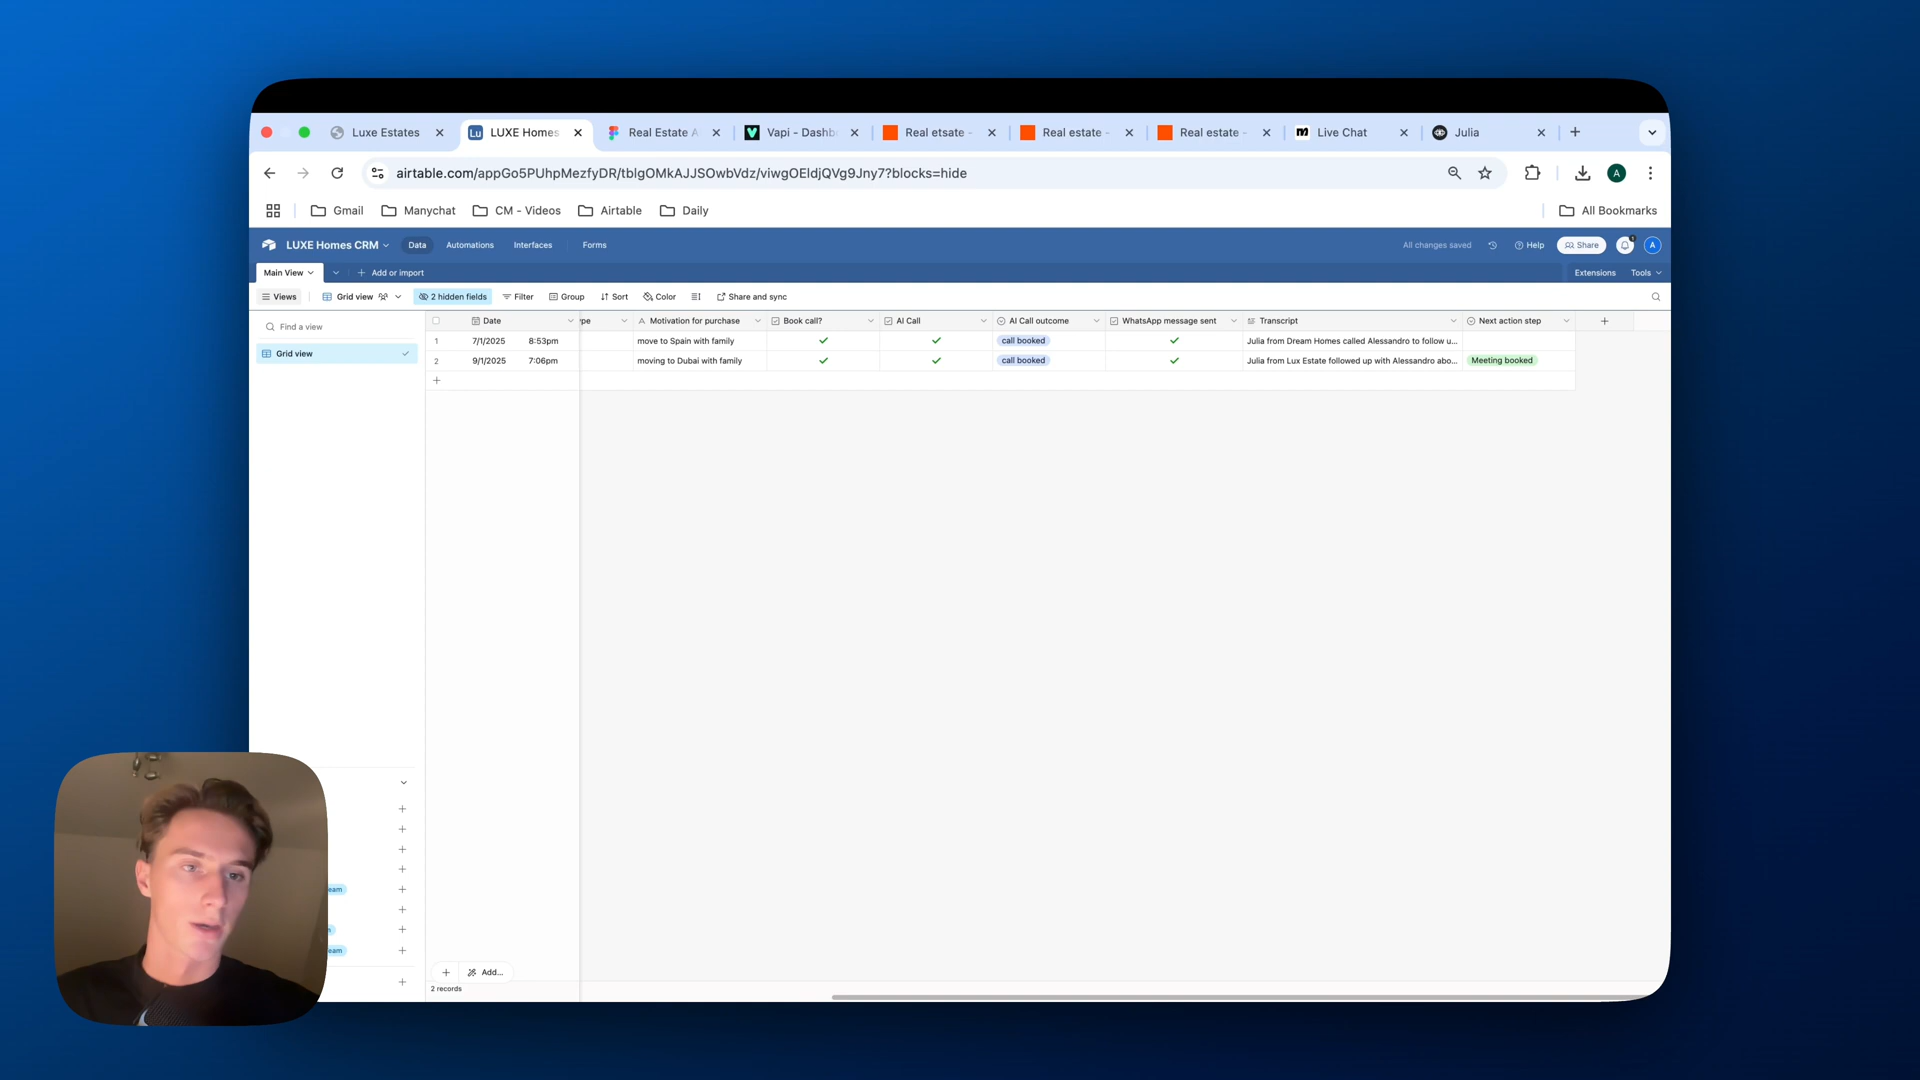 Luxe Estates
LUXE Homes
Real Estate A
Vapi - Dashb
Real etsate -
Real estate -
Real estate -
Live Chat
Julia
airtable.com/appGo5PUhpMezfyDR/tblgOMkAJJSOwbVdz/viwgOEldjQVg9Jny7?blocks=hide
A
Gmail
Manychat
CM - Videos
Airtable
Daily
All Bookmarks
LUXE Homes CRM
Data
Automations
Interfaces
Forms
All changes saved
Help
Share
A
Main View
Add or import
Extensions
Tools
Views
Grid view
2 hidden fields
Filter
Group
Sort
Color
Share and sync
Find a view
Grid view
Date
pe
Motivation for purchase
Book call?
AI Call
AI Call outcome
WhatsApp message sent
Transcript
Next action step
1 7/1/2025 8:53pm move to Spain with family call booked Julia from Dream Homes called Alessandro to follow u...
2 9/1/2025 7:06pm moving to Dubai with family call booked Julia from Lux Estate followed up with Alessandro abo... Meeting booked
eam
eam
Add...
2 records